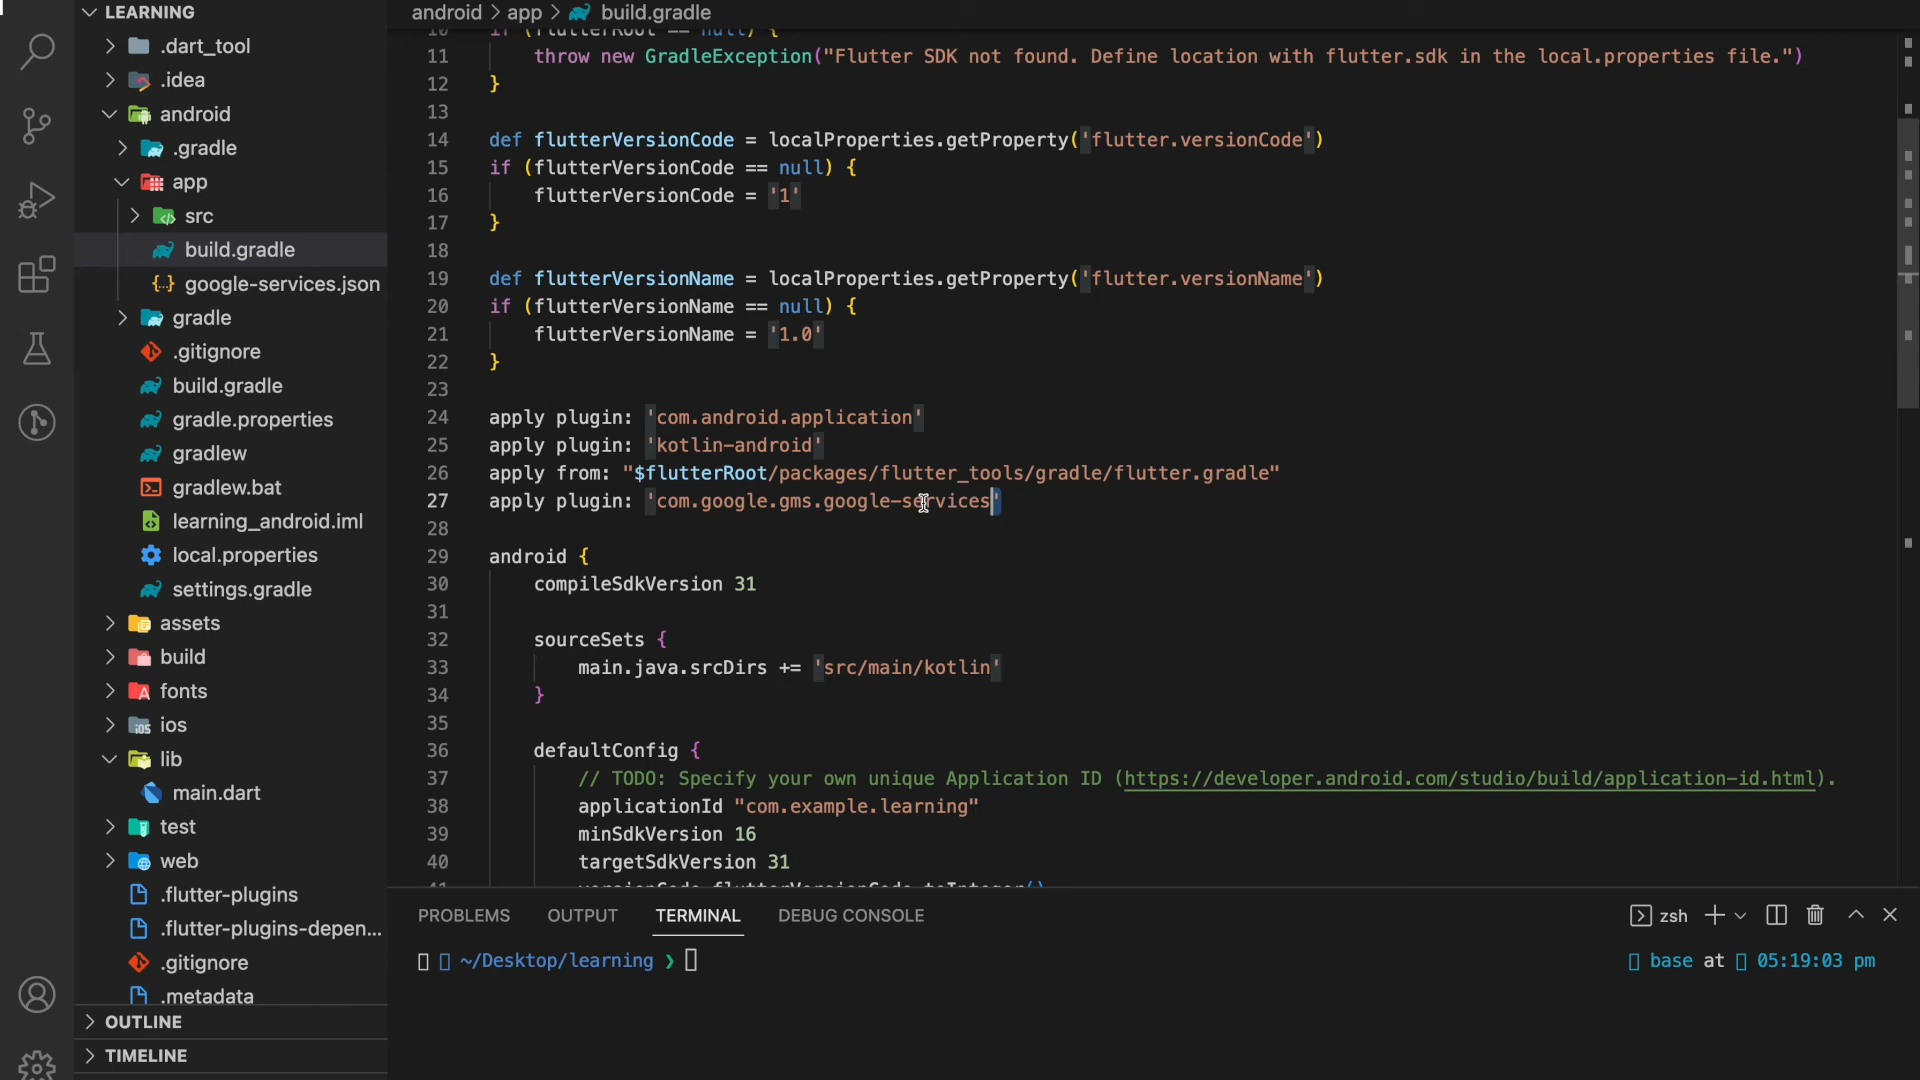 LEARNING
.dart_tool
.idea
android
.gradle
app
src
build.gradle
google-services.json
gradle
.gitignore
build.gradle
gradle.properties
gradlew
gradlew.bat
learning_android.iml
local.properties
settings.gradle
assets
build
fonts
ios
lib
main.dart
test
web
.flutter-plugins
.flutter-plugins-depen...
.gitignore
.metadata
OUTLINE
TIMELINE
android > app > build.gradle
10 if (flutterRoot == null) {
11 throw new GradleException("Flutter SDK not found. Define location with flutter.sdk in the local.properties file.")
12 }
13
14 def flutterVersionCode = localProperties.getProperty('flutter.versionCode')
15 if (flutterVersionCode == null) {
16 flutterVersionCode = '1'
17 }
18
19 def flutterVersionName = localProperties.getProperty('flutter.versionName')
20 if (flutterVersionName == null) {
21 flutterVersionName = '1.0'
22 }
23
24 apply plugin: 'com.android.application'
25 apply plugin: 'kotlin-android'
26 apply from: "$flutterRoot/packages/flutter_tools/gradle/flutter.gradle"
27 apply plugin: 'com.google.gms.google-services'
28
29 android {
30 compileSdkVersion 31
31
32 sourceSets {
33 main.java.srcDirs += 'src/main/kotlin'
34 }
35
36 defaultConfig {
37 // TODO: Specify your own unique Application ID (https://developer.android.com/studio/build/application-id.html).
38 applicationId "com.example.learning"
39 minSdkVersion 16
40 targetSdkVersion 31
41 versionCode flutterVersionCode.toInteger()
PROBLEMS OUTPUT TERMINAL DEBUG CONSOLE
zsh
~/Desktop/learning ❯
base at 05:19:03 pm